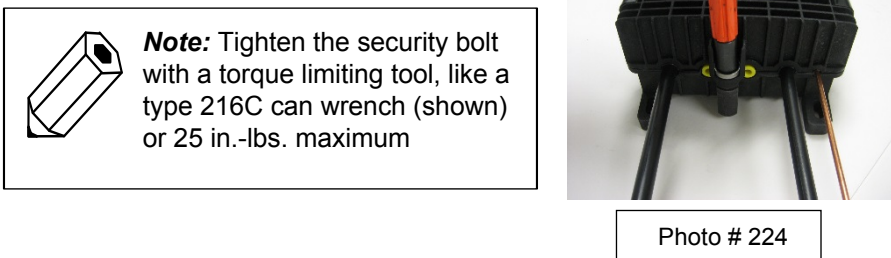 Note: Tighten the security bolt
with a torque limiting tool, like a
type 216C can wrench (shown)
or 25 in.-lbs. maximum
Photo # 224